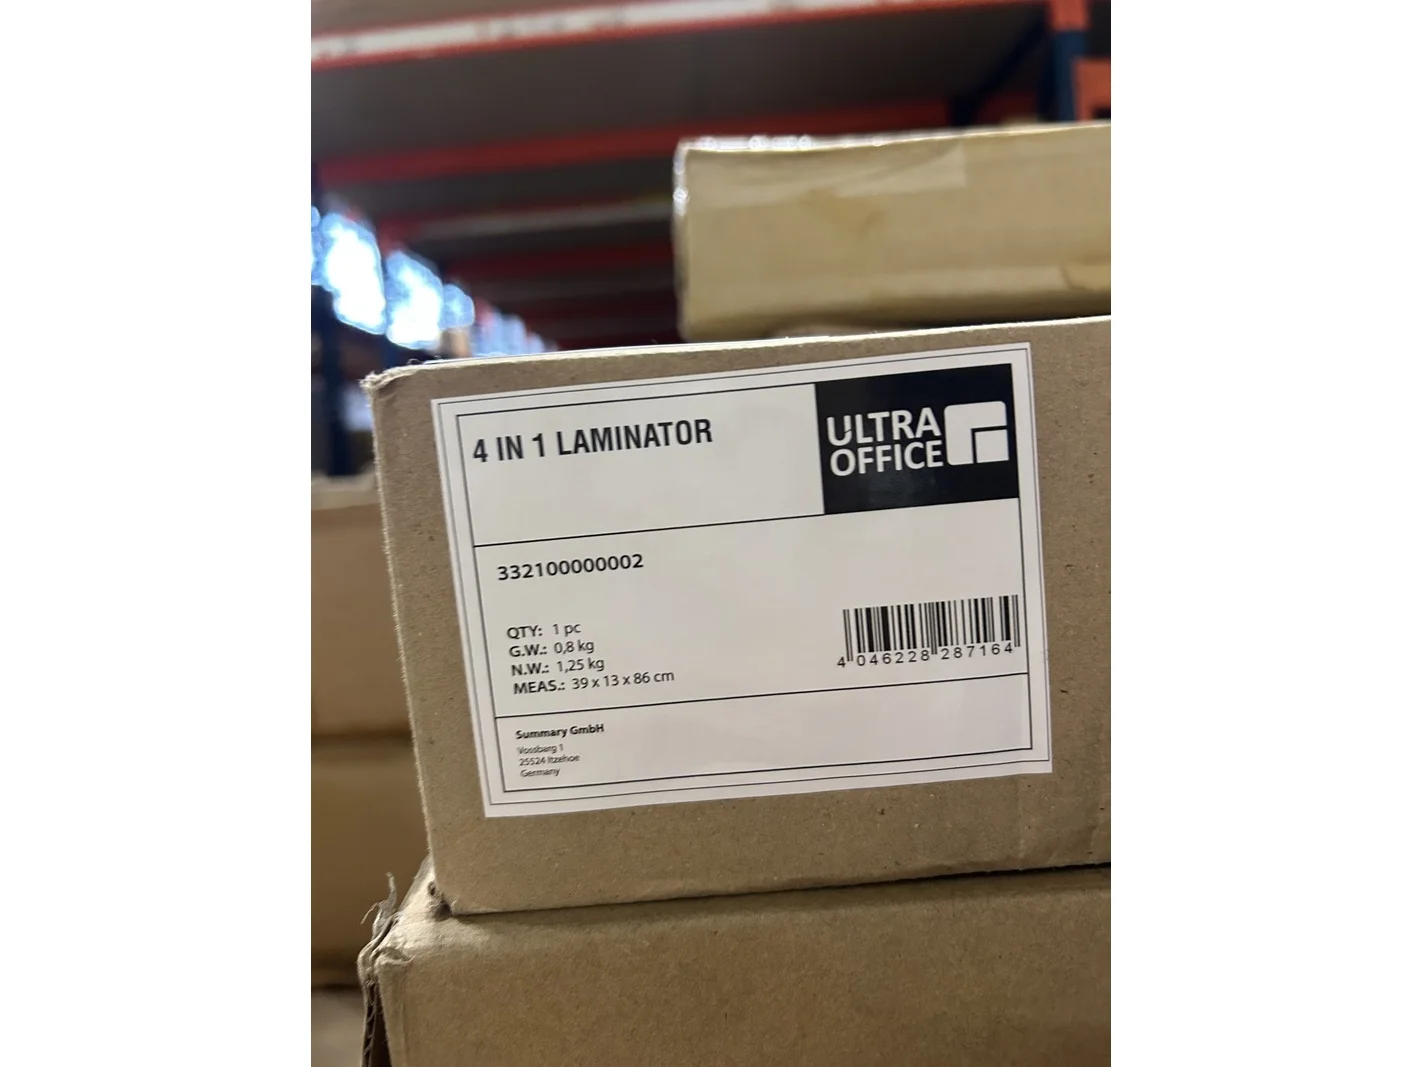 4 IN 1 LAMINATOR
ULTRA
OFFICE
332100000002
QTY: 1 pc
G.W.: 0,8 kg
N.W.: 1,25 kg
MEAS.: 39 x 13 x 86 cm
4 046228 287164
Summary GmbH
Vossbarg 1
25524 Itzehoe
Germany